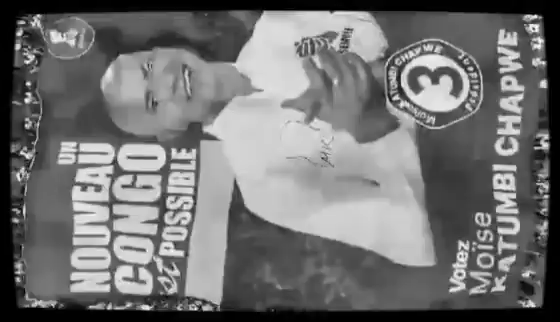 UN
NOUVEAU
CONGO
est POSSIBLE
3
Votez
Moïse
KATUMBI CHAPWE